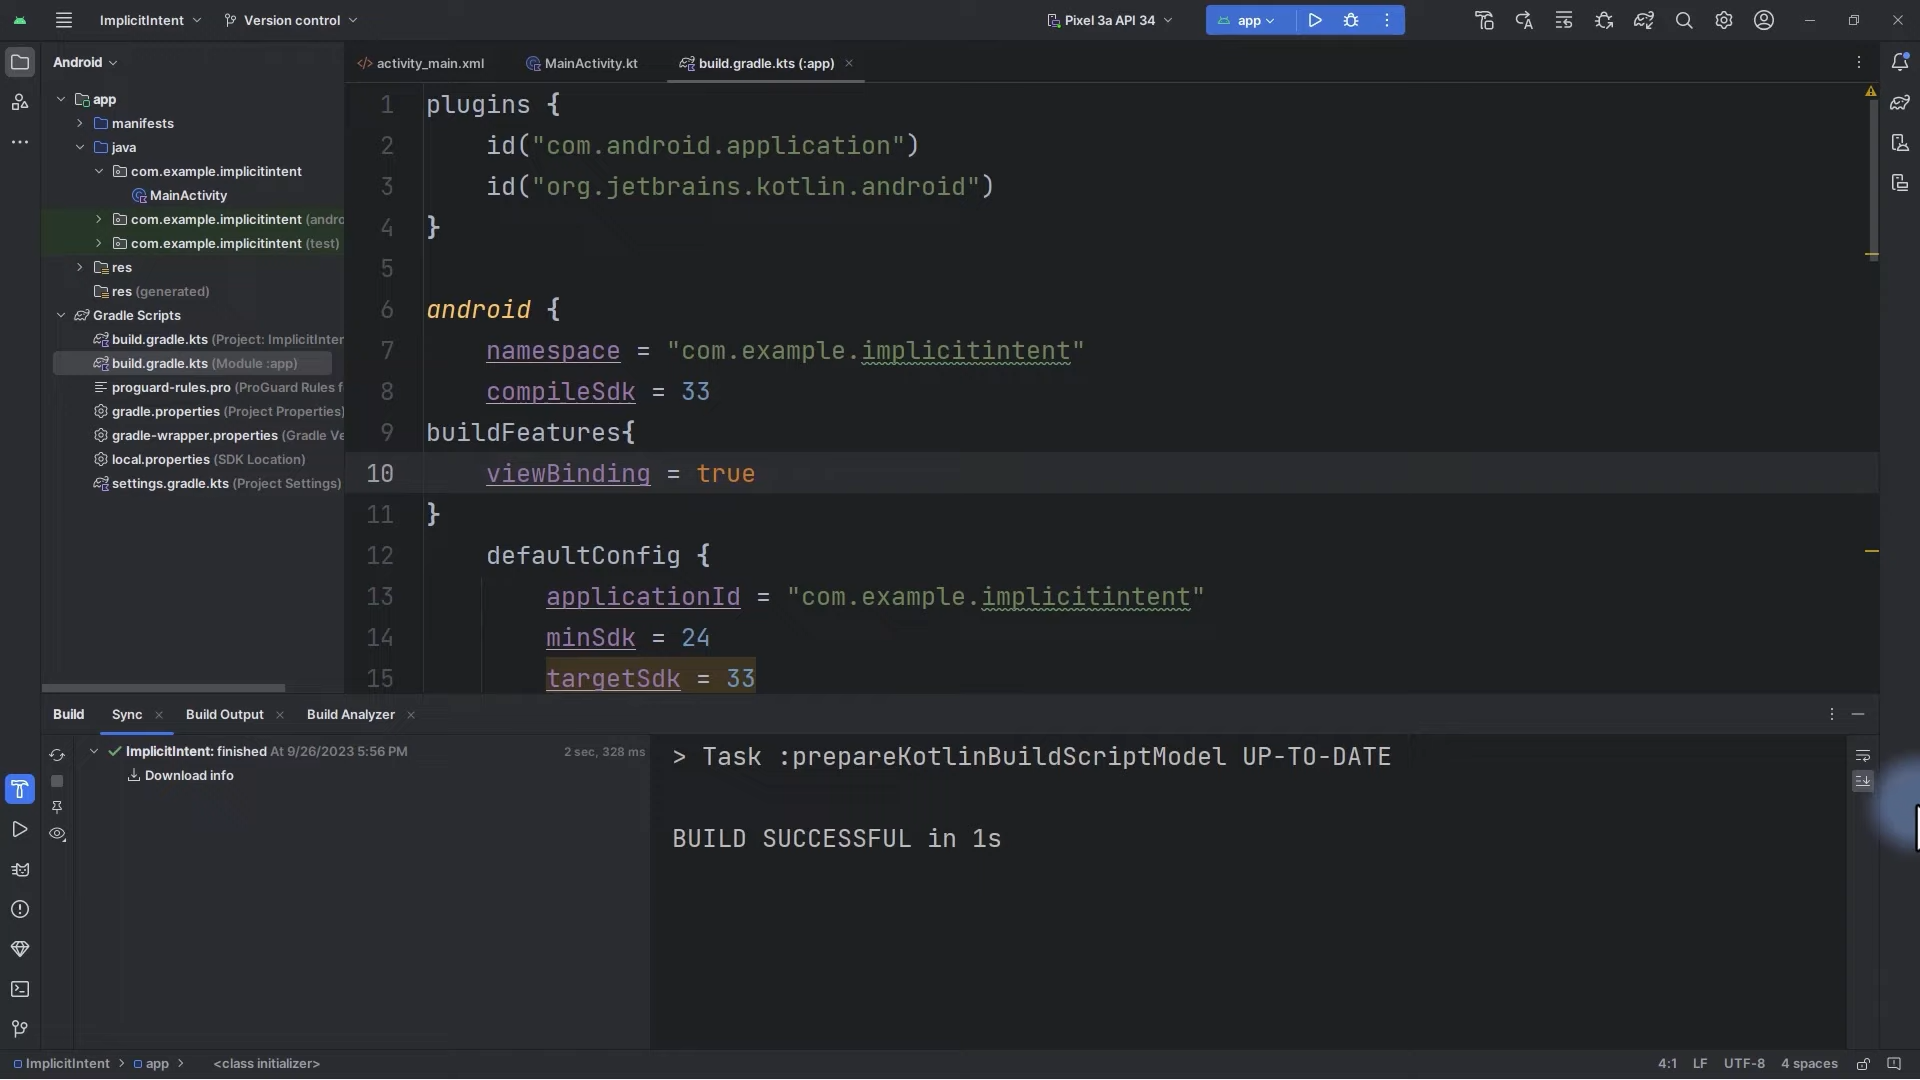 ImplicitIntent
Version control
Pixel 3a API 34
app
Android
activity_main.xml
MainActivity.kt
build.gradle.kts (:app)
app
manifests
java
com.example.implicitintent
MainActivity
com.example.implicitintent (andro
com.example.implicitintent (test)
res
res (generated)
Gradle Scripts
build.gradle.kts (Project: ImplicitInter
build.gradle.kts (Module :app)
proguard-rules.pro (ProGuard Rules f
gradle.properties (Project Properties)
gradle-wrapper.properties (Gradle Ve
local.properties (SDK Location)
settings.gradle.kts (Project Settings)
1 plugins {
2 id("com.android.application")
3 id("org.jetbrains.kotlin.android")
4 }
5
6 android {
7 namespace = "com.example.implicitintent"
8 compileSdk = 33
9 buildFeatures{
10 viewBinding = true
11 }
12 defaultConfig {
13 applicationId = "com.example.implicitintent"
14 minSdk = 24
15 targetSdk = 33
Build
Sync
Build Output
Build Analyzer
ImplicitIntent: finished At 9/26/2023 5:56 PM
2 sec, 328 ms
Download info
> Task :prepareKotlinBuildScriptModel UP-TO-DATE
BUILD SUCCESSFUL in 1s
ImplicitIntent > app > <class initializer>
4:1
LF
UTF-8
4 spaces